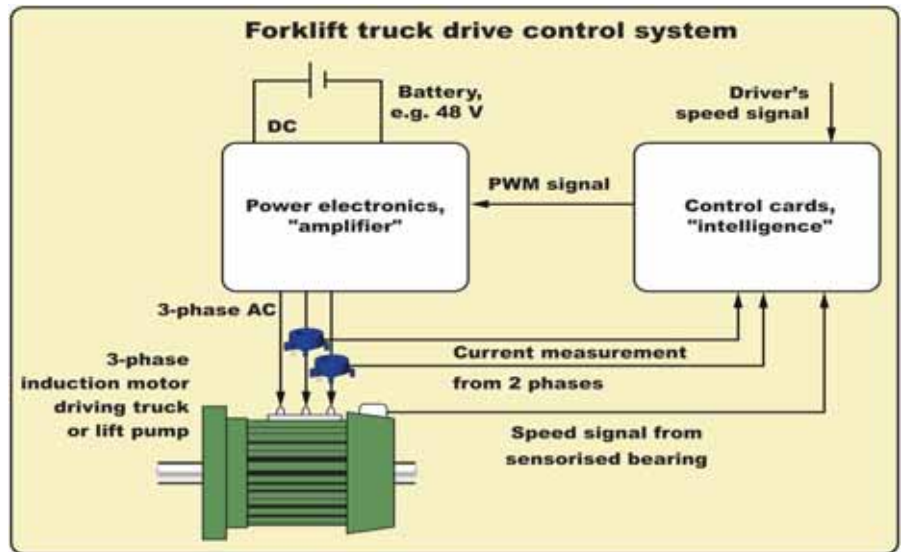 Forklift truck drive control system
Battery,
e.g. 48 V
DC
Driver's
speed signal
PWM signal
Power electronics,
"amplifier"
Control cards,
"intelligence"
3-phase AC
3-phase
induction motor
driving truck
or lift pump
Current measurement
from 2 phases
Speed signal from
sensorised bearing